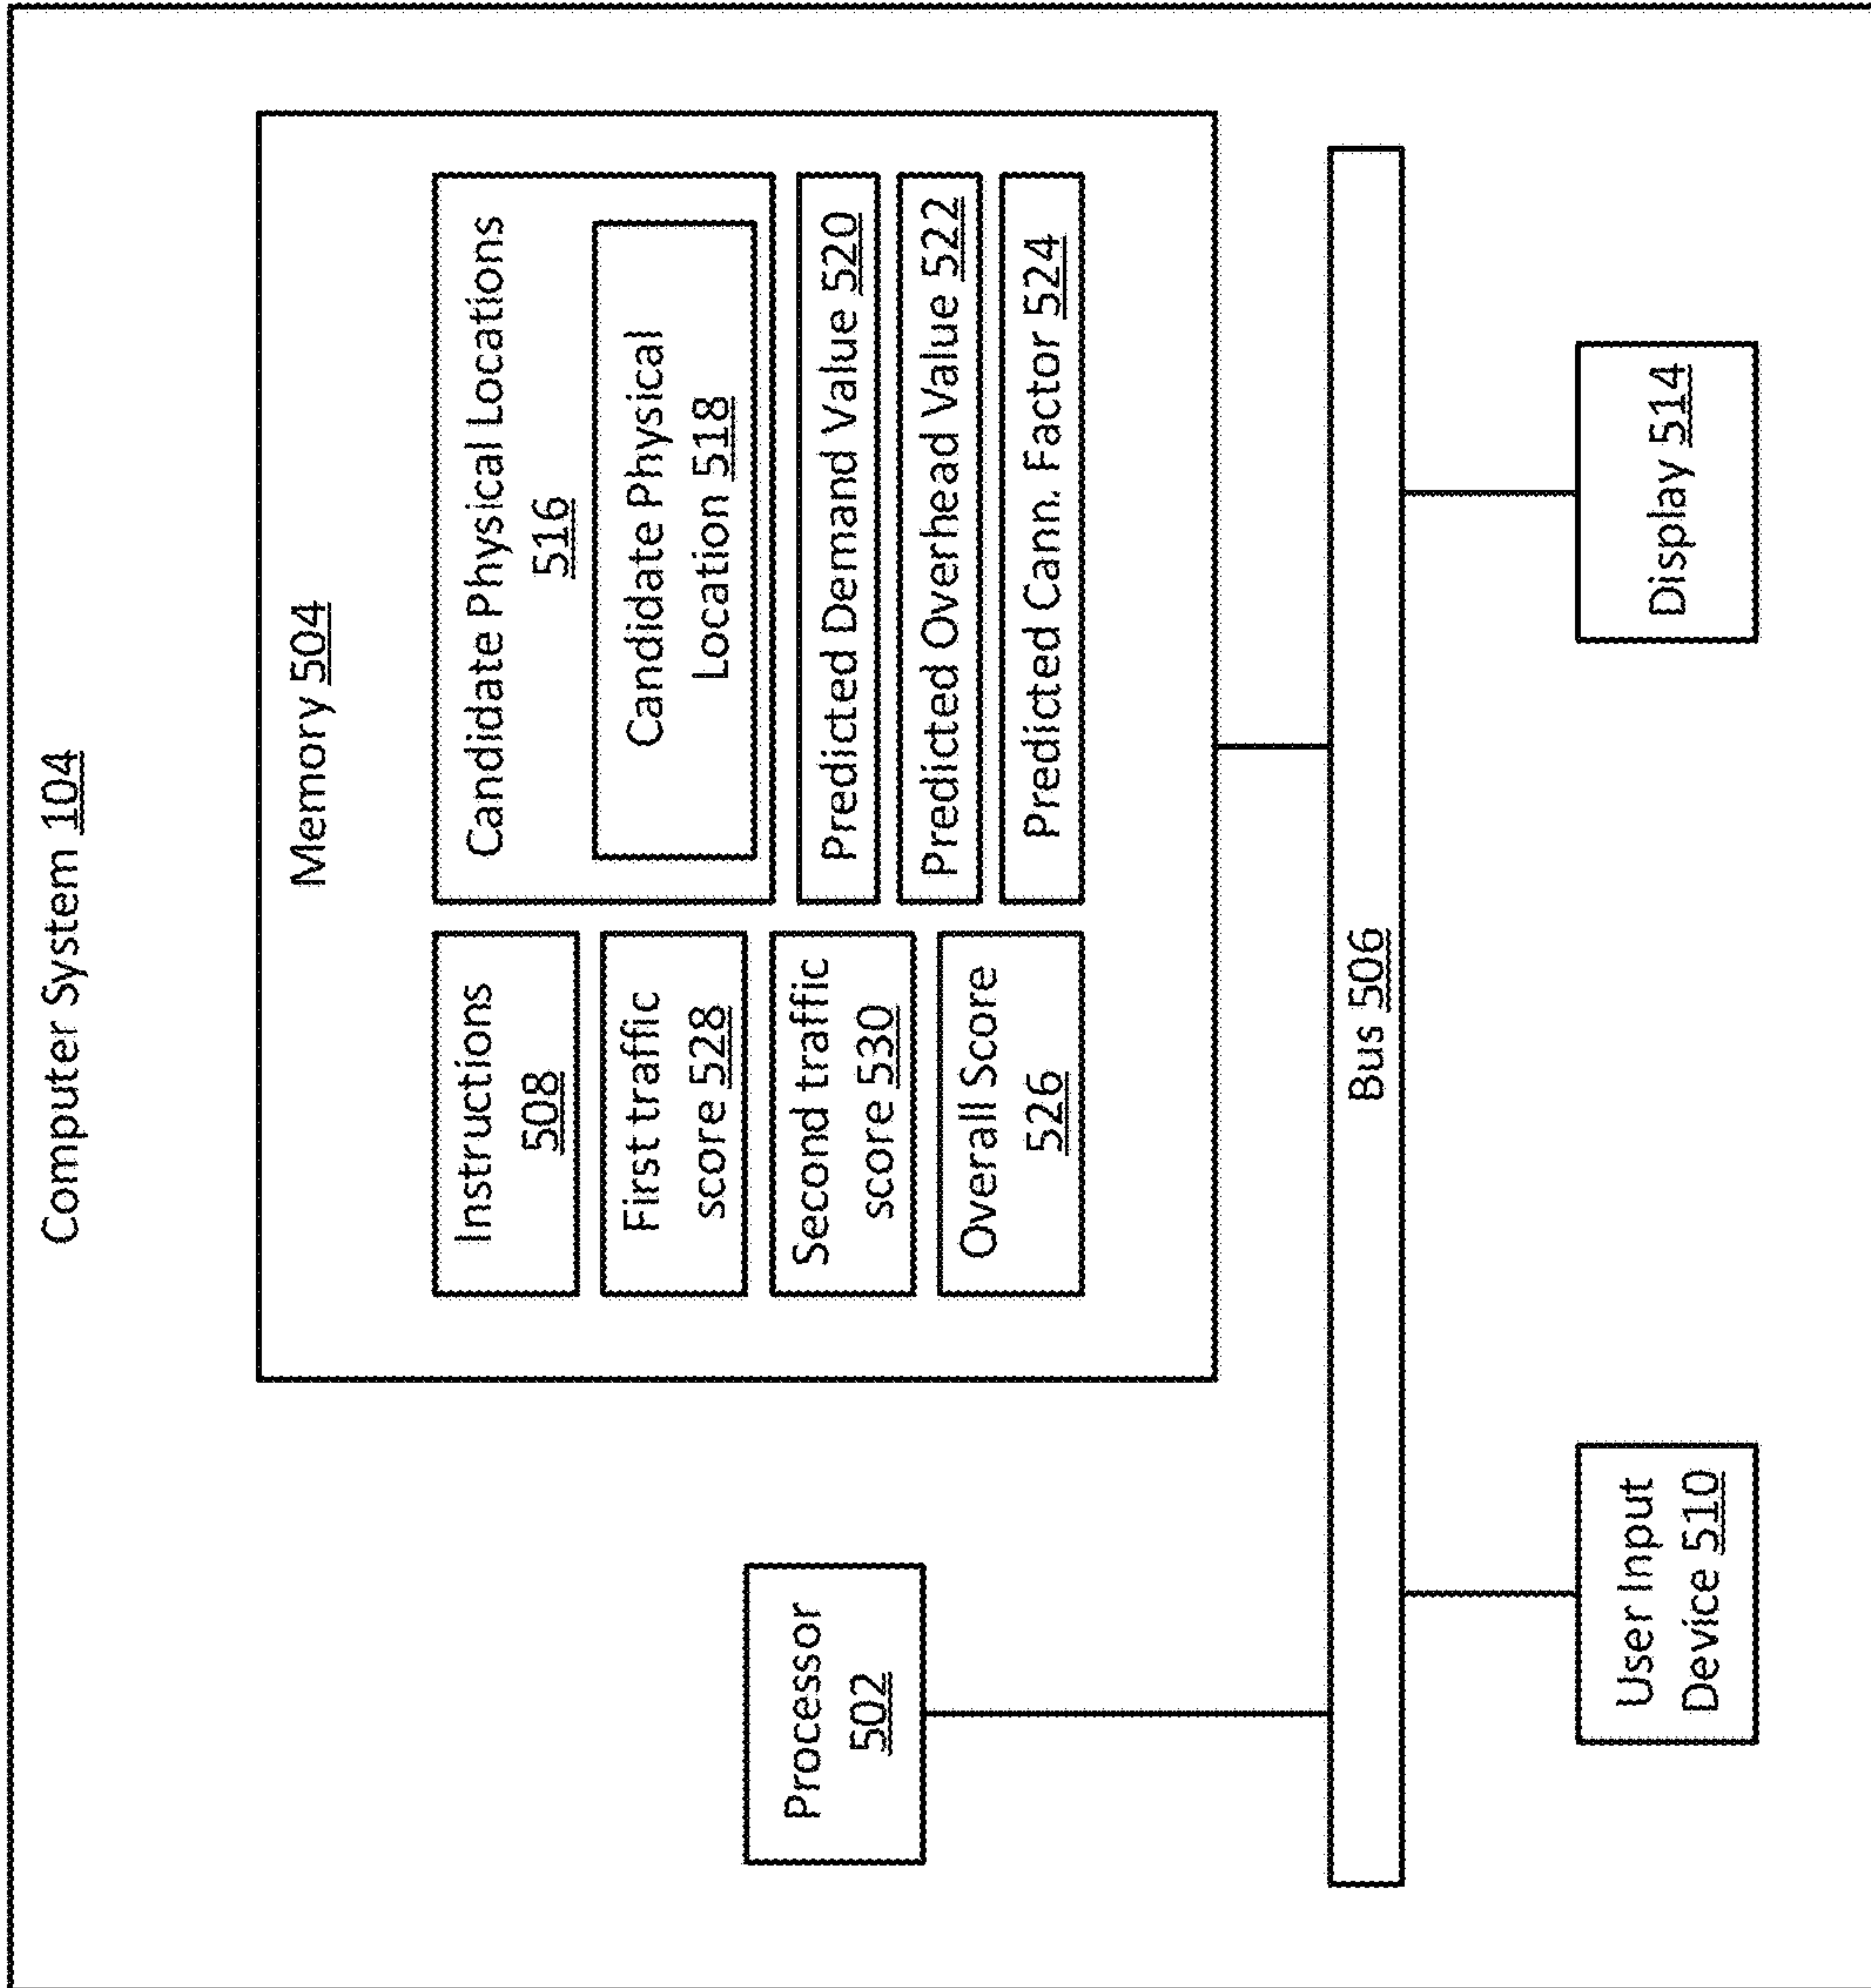 Computer System 104
Memory 504
Instructions
508
First traffic
score 528
Second traffic
score 530
Overall Score
526
Candidate Physical Locations
516
Candidate Physical
Location 518
Predicted Demand Value 520
Predicted Overhead Value 522
Predicted Cann. Factor 524
Processor
502
Bus 506
User Input
Device 510
Display 514